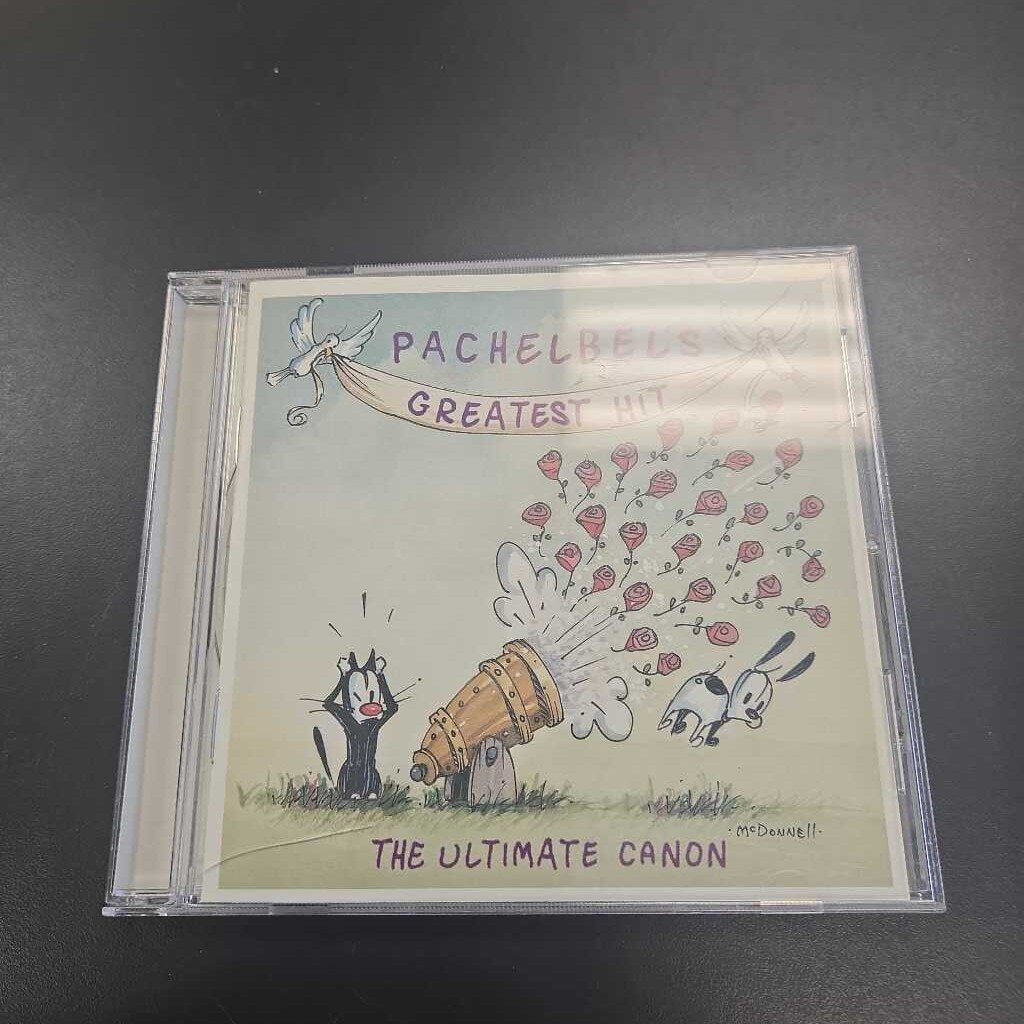 PACHELBEL'S
GREATEST HIT
McDONNELL
THE ULTIMATE CANON